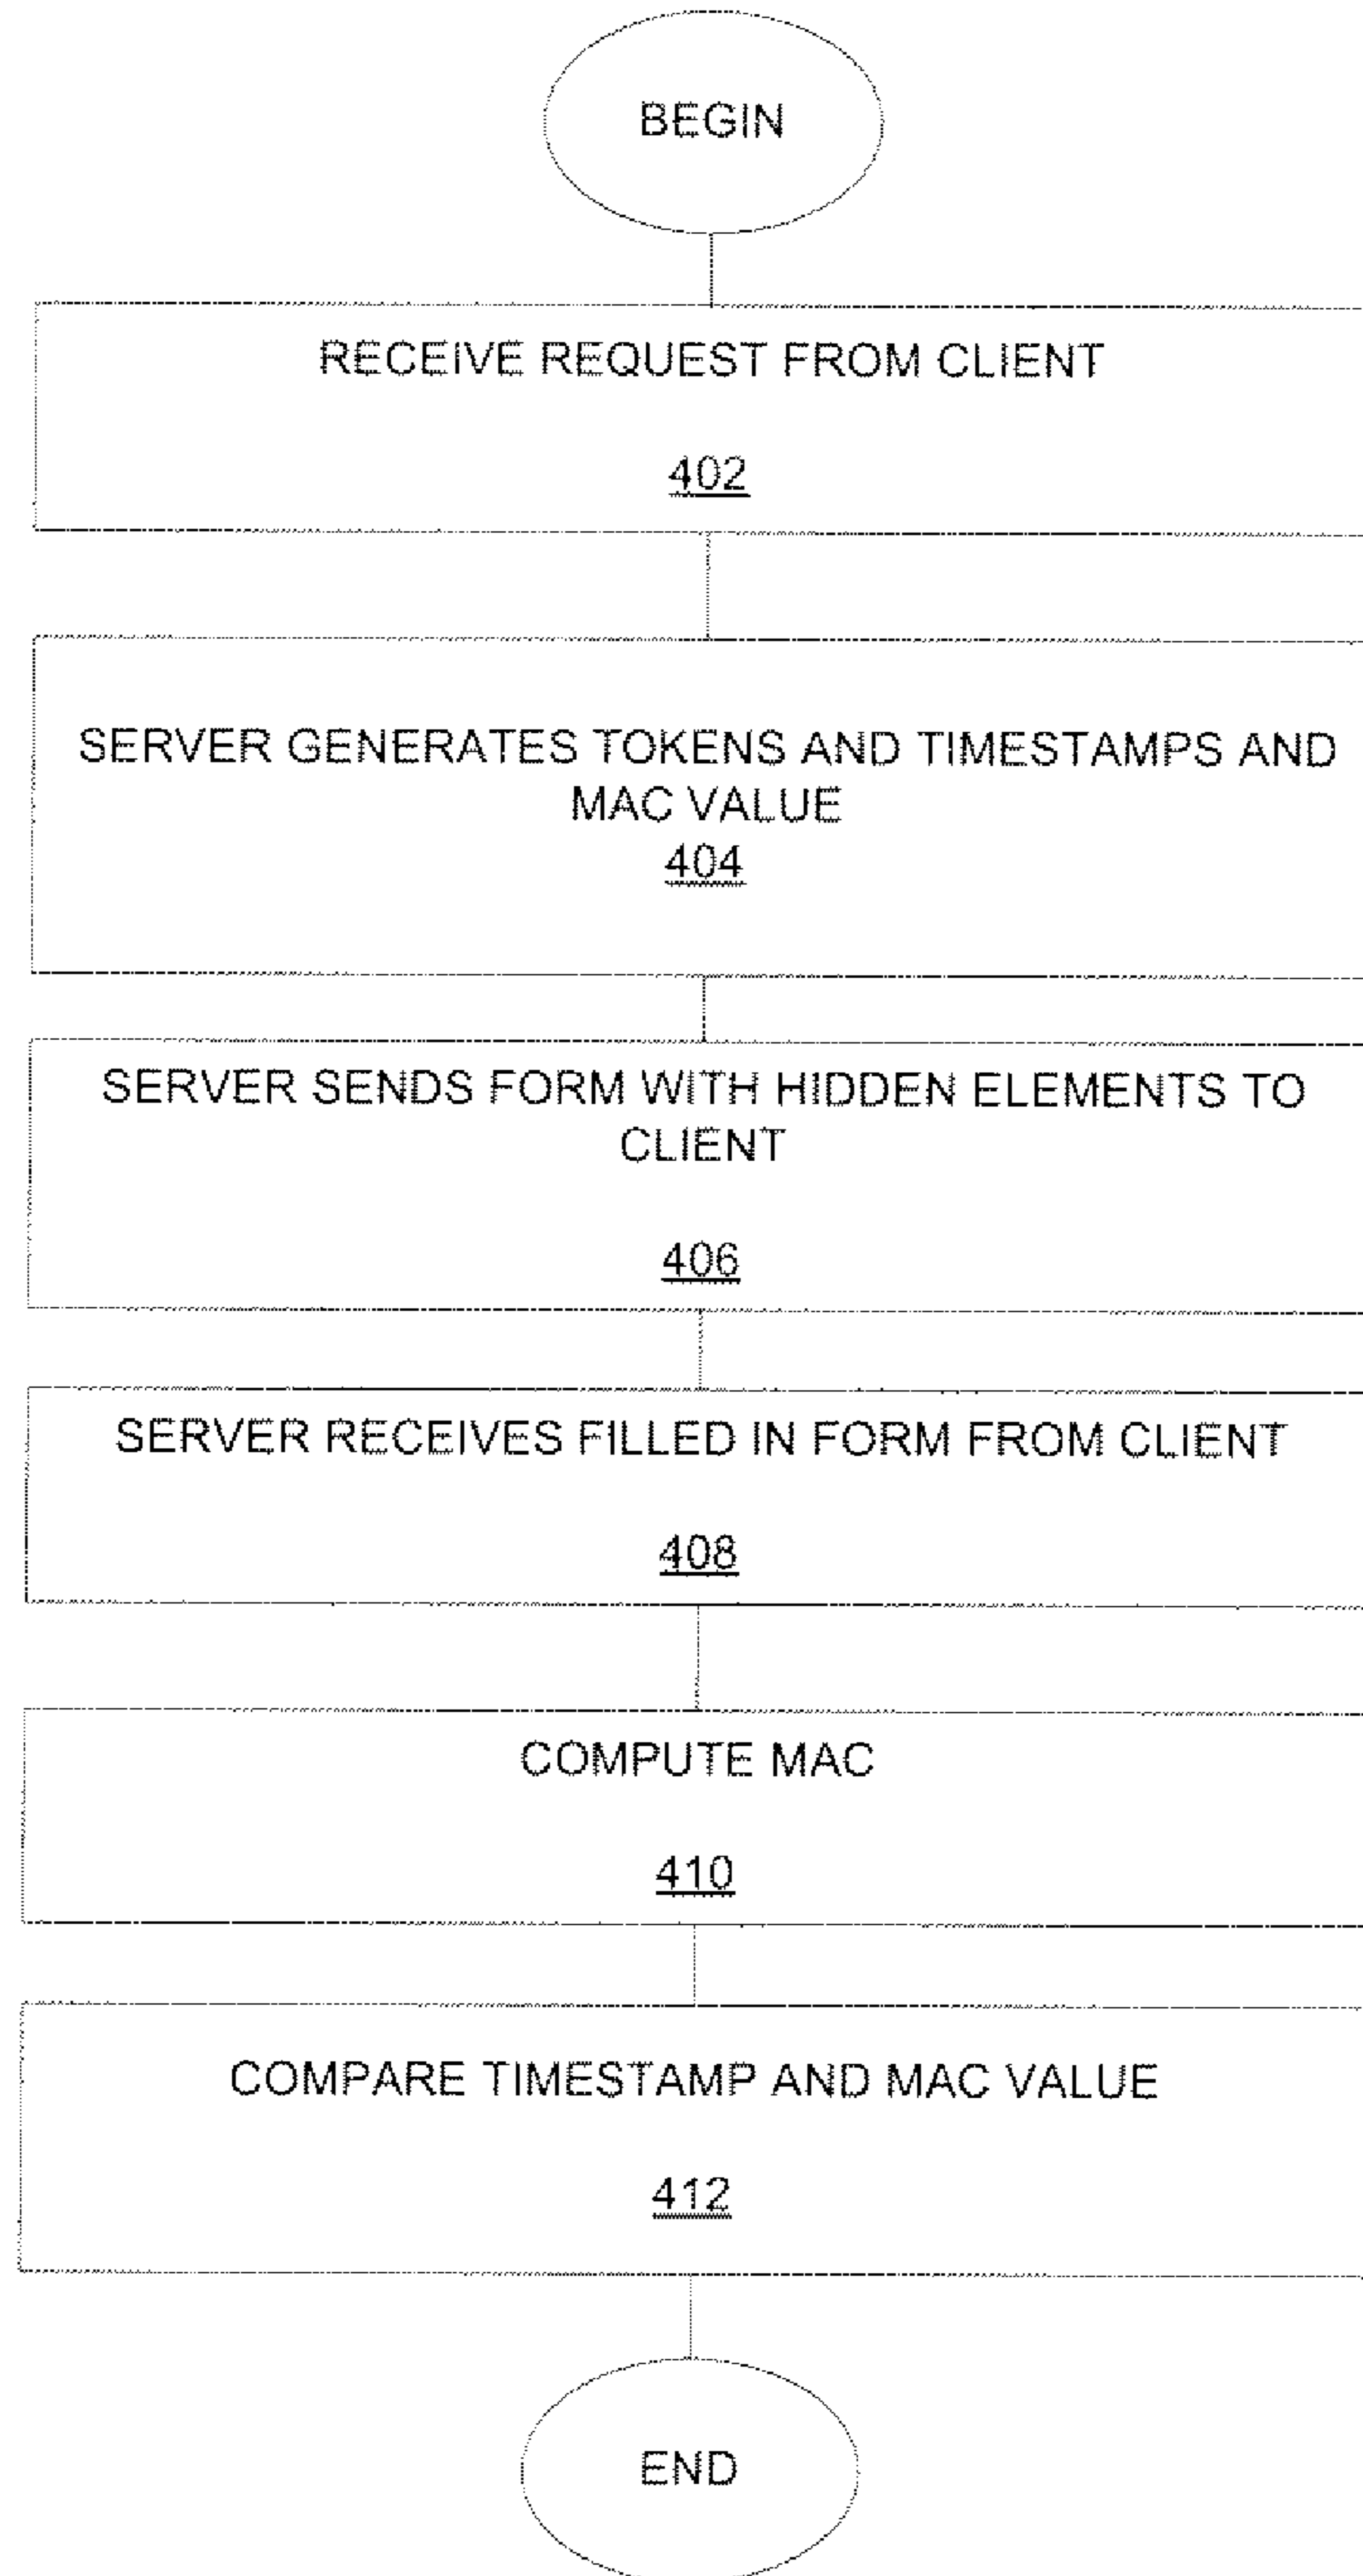 BEGIN
RECEIVE REQUEST FROM CLIENT
402
SERVER GENERATES TOKENS AND TIMESTAMPS AND
MAC VALUE
404
SERVER SENDS FORM WITH HIDDEN ELEMENTS TO
CLIENT
406
SERVER RECEIVES FILLED IN FORM FROM CLIENT
408
COMPUTE MAC
410
COMPARE TIMESTAMP AND MAC VALUE
412
END